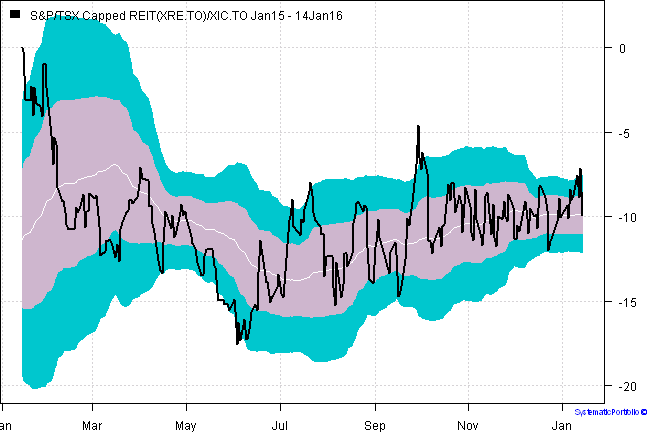 S&P/TSX Capped REIT(XRE.TO)/XIC.TO Jan15 - 14Jan16
0
-5
-10
-15
-20
an Mar May Jul Sep Nov Jan
SystematicPortfolio ©